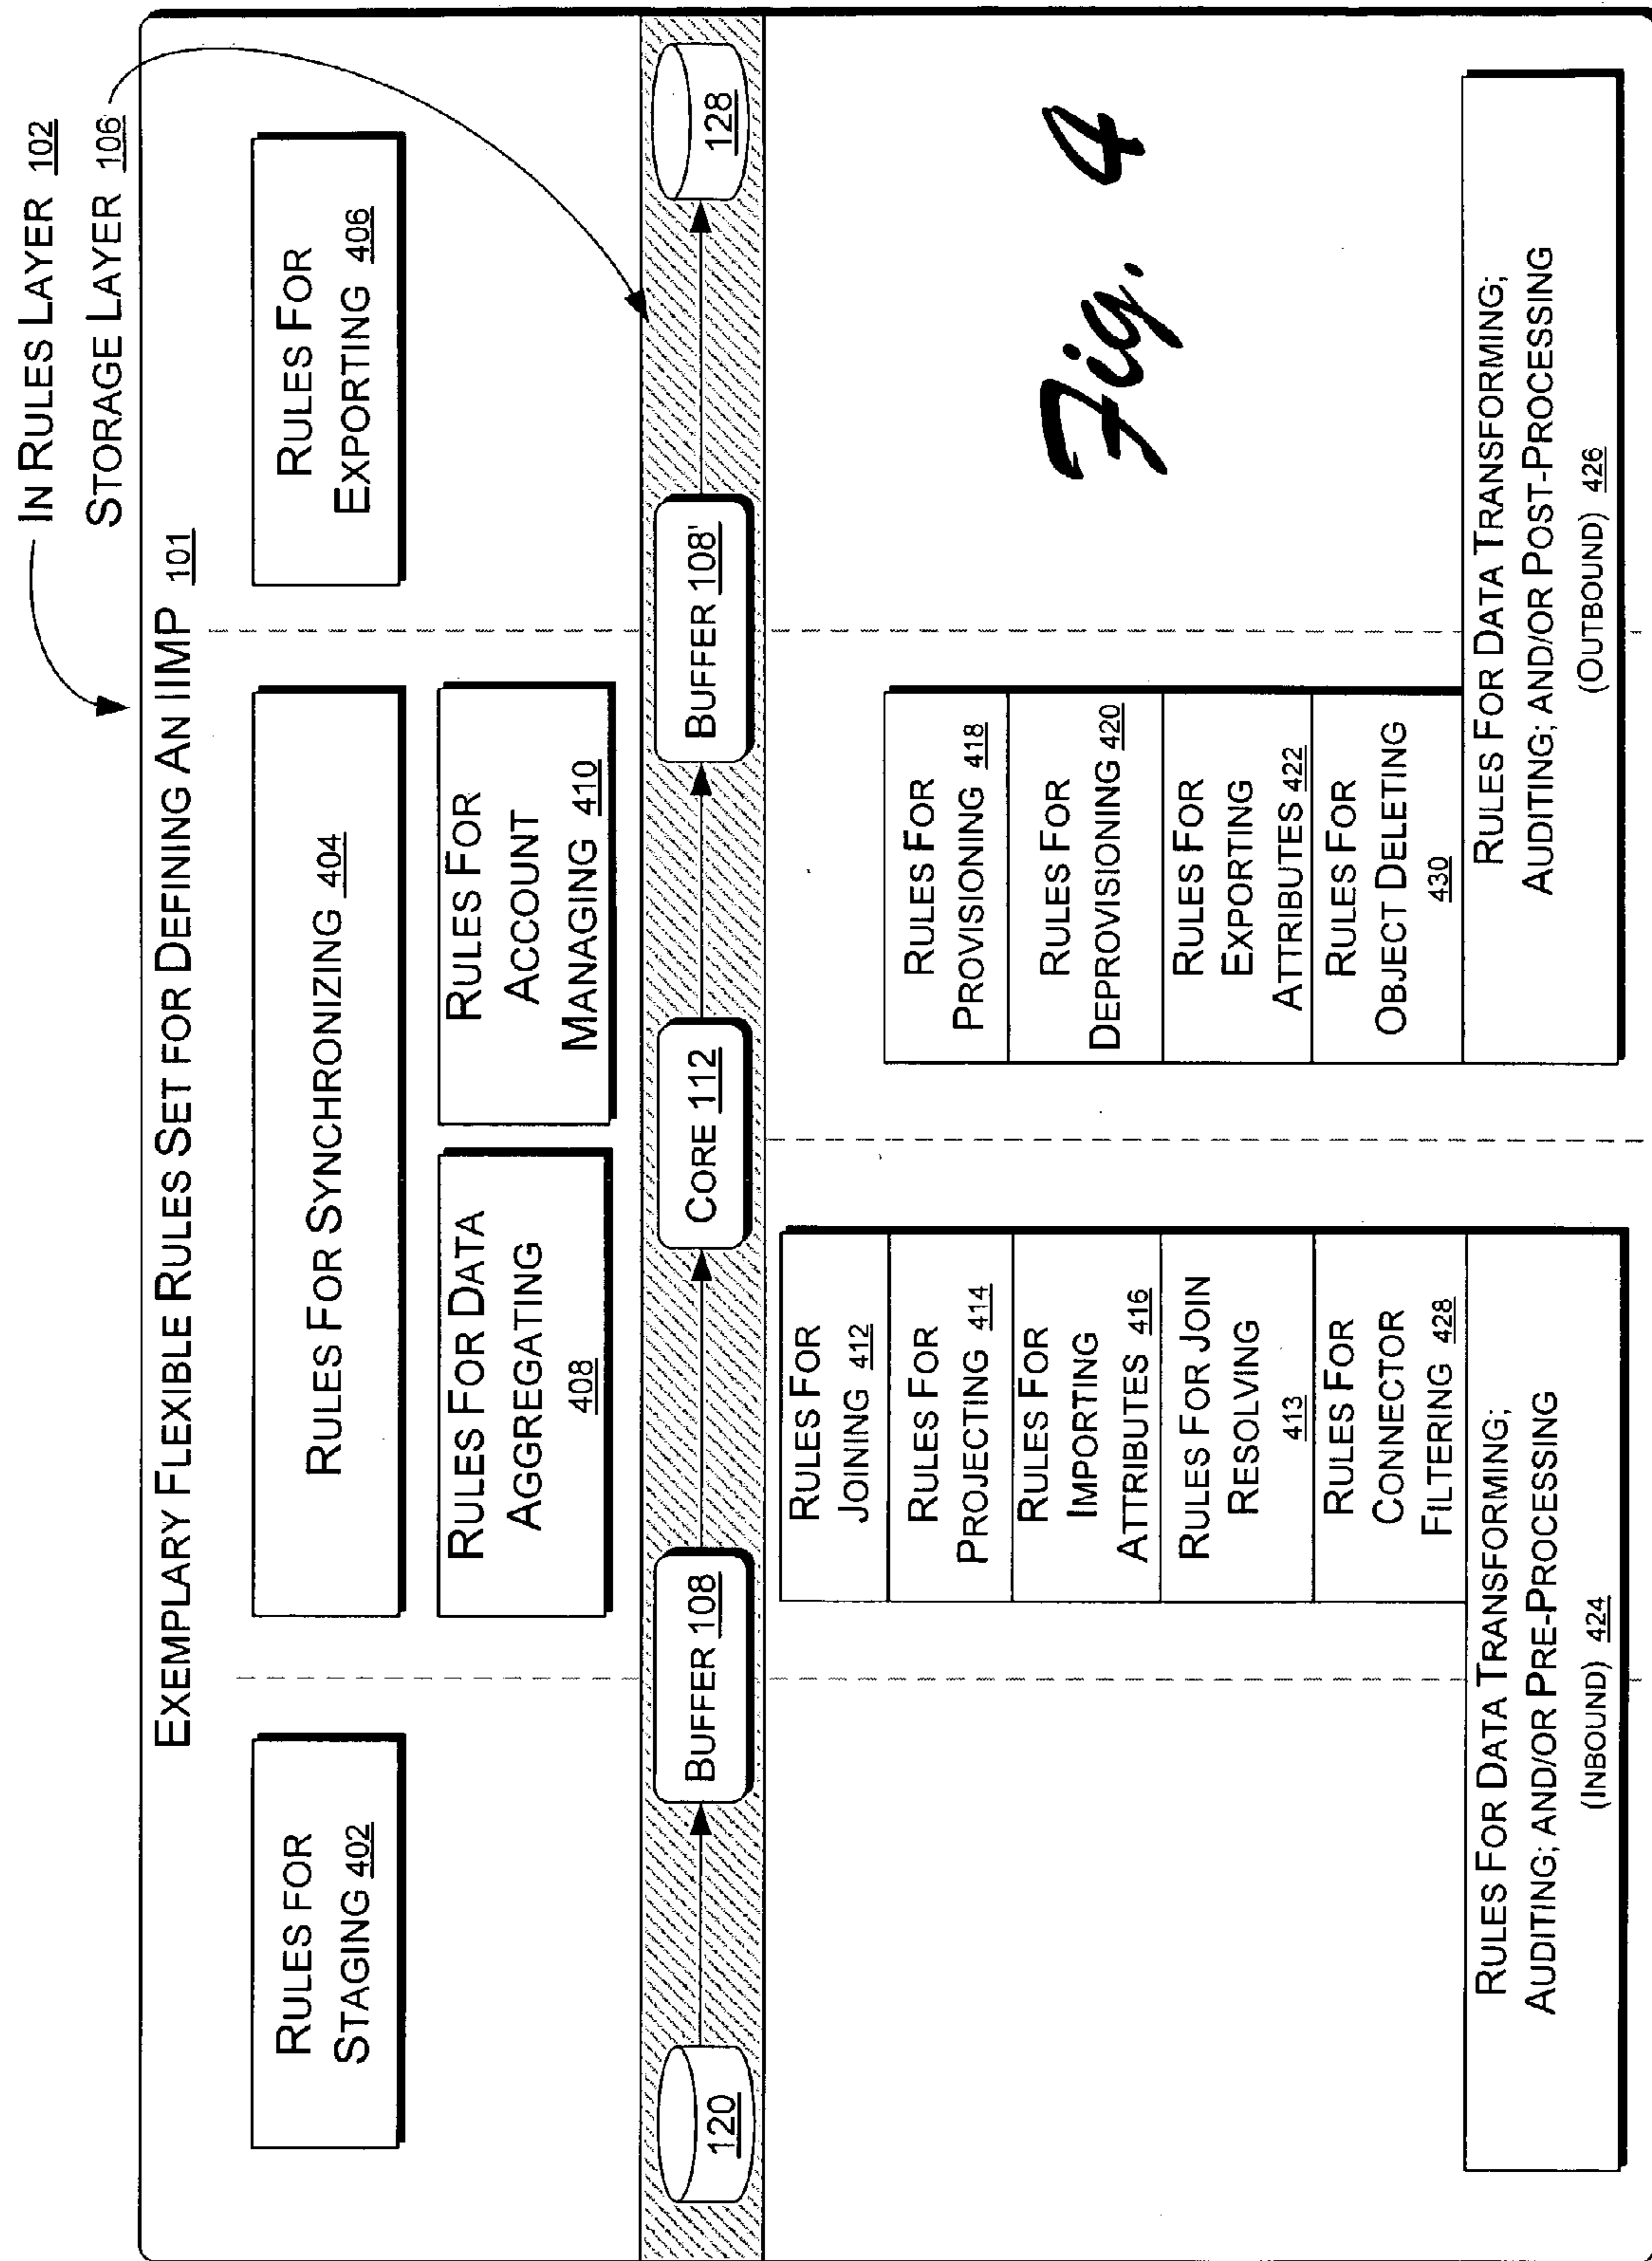 IN RULES LAYER 102
STORAGE LAYER 106
EXEMPLARY FLEXIBLE RULES SET FOR DEFINING AN IIMP 101
RULES FOR
STAGING 402
RULES FOR SYNCHRONIZING 404
RULES FOR
EXPORTING 406
RULES FOR DATA
AGGREGATING
408
RULES FOR
ACCOUNT
MANAGING 410
120
BUFFER 108
CORE 112
BUFFER 108'
128
RULES FOR
JOINING 412
RULES FOR
PROJECTING 414
RULES FOR
IMPORTING
ATTRIBUTES 416
RULES FOR JOIN
RESOLVING
413
RULES FOR
CONNECTOR
FILTERING 428
RULES FOR DATA TRANSFORMING;
AUDITING; AND/OR PRE-PROCESSING
(INBOUND) 424
RULES FOR
PROVISIONING 418
RULES FOR
DEPROVISIONING 420
RULES FOR
EXPORTING
ATTRIBUTES 422
RULES FOR
OBJECT DELETING
430
RULES FOR DATA TRANSFORMING;
AUDITING; AND/OR POST-PROCESSING
(OUTBOUND) 426
Fig. 4